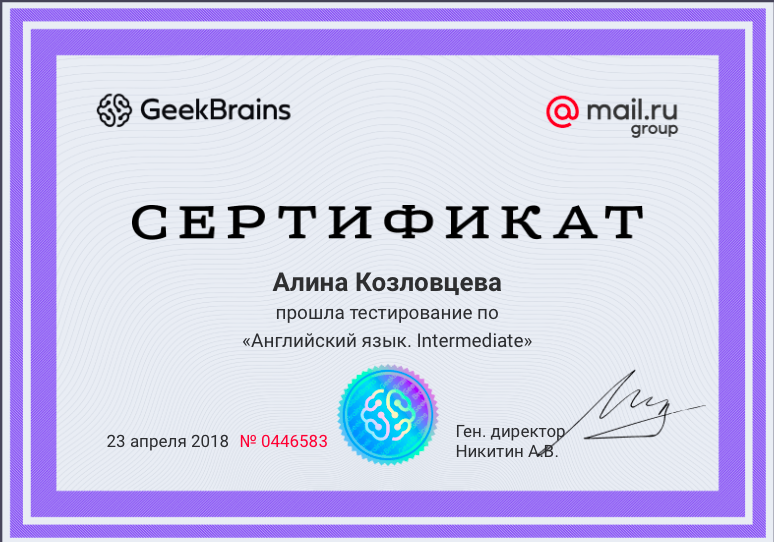 GeekBrains
@mail.ru
group
СЕРТИФИКАТ
Алина Козловцева
прошла тестирование по
«Английский язык. Intermediate»
23 апреля 2018 № 0446583
Ген. директор
Никитин А.В.